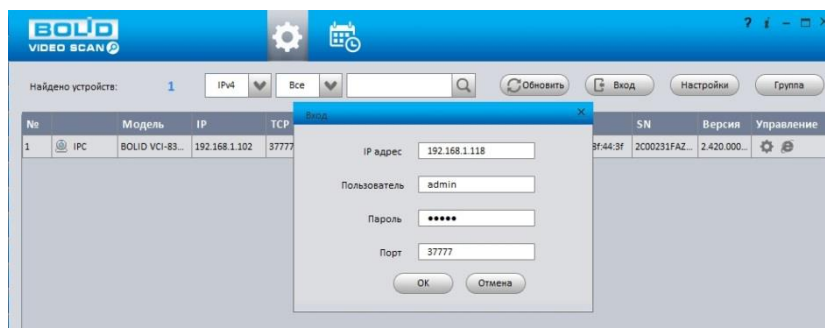 BOLID
VIDEO SCAN
? i
Найдено устройств: 1 IPv4 Все Обновить Вход Настройки Группа
№ Модель IP TCP SN Версия Управление
1 IPC BOLID VCI-83... 192.168.1.102 37777 3f:44:3f 2C00231FAZ... 2.420.000...
Вход
IP адрес 192.168.1.118
Пользователь admin
Пароль •••••
Порт 37777
OK Отмена